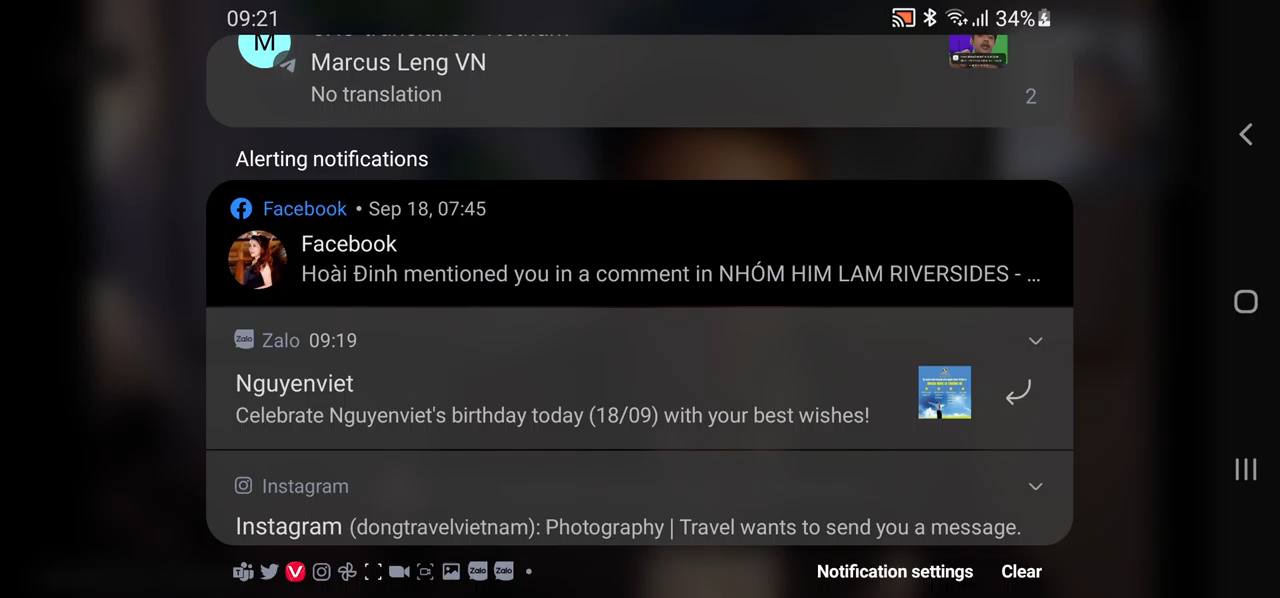 09:21
34%
M
Marcus Leng VN
No translation
2
Alerting notifications
Facebook • Sep 18, 07:45
Facebook
Hoài Đinh mentioned you in a comment in NHÓM HIM LAM RIVERSIDES - ...
Zalo 09:19
Nguyenviet
Celebrate Nguyenviet's birthday today (18/09) with your best wishes!
Instagram
Instagram (dongtravelvietnam): Photography | Travel wants to send you a message.
Zalo Zalo
Notification settings
Clear